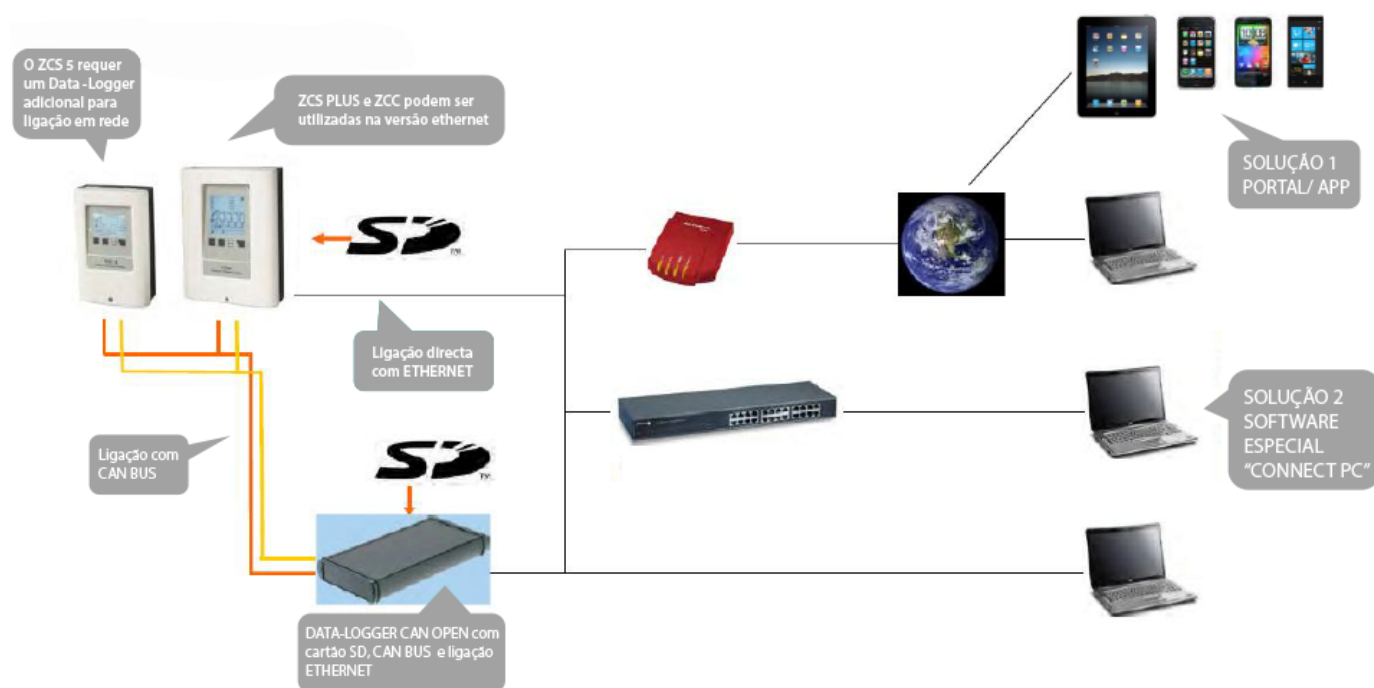 O ZCS 5 requer
um Data -Logger
adicional para
ligação em rede
ZCS PLUS e ZCC podem ser
utilizadas na versão ethernet
SOLUÇÃO 1
PORTAL/ APP
SD
TM
Ligação directa
com ETHERNET
SOLUÇÃO 2
SOFTWARE
ESPECIAL
“CONNECT PC”
Ligação com
CAN BUS
SD
TM
DATA-LOGGER CAN OPEN com
cartão SD, CAN BUS e ligação
ETHERNET